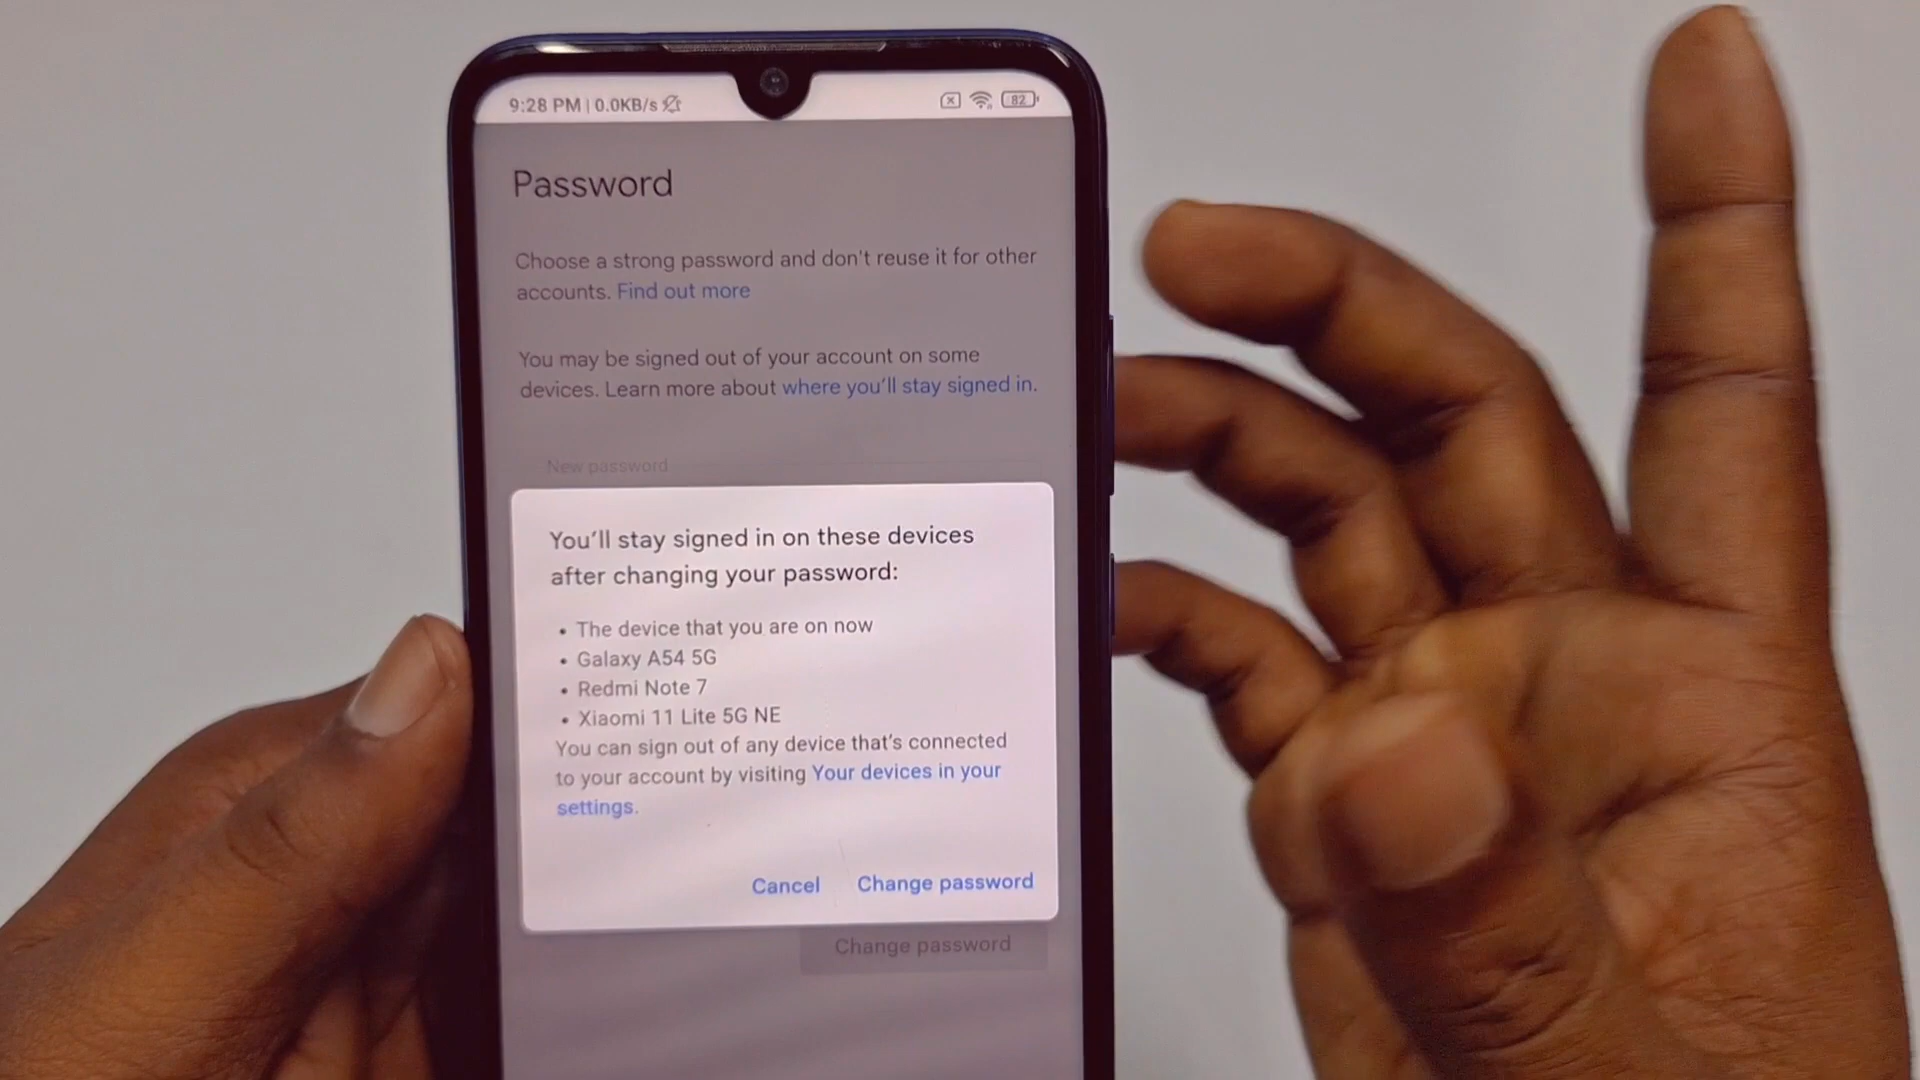 9:28 PM | 0.0KB/s
82
Password
Choose a strong password and don't reuse it for other
accounts. Find out more
You may be signed out of your account on some
devices. Learn more about where you'll stay signed in.
New password
You'll stay signed in on these devices
after changing your password:
• The device that you are on now
• Galaxy A54 5G
• Redmi Note 7
• Xiaomi 11 Lite 5G NE
You can sign out of any device that's connected
to your account by visiting Your devices in your
settings.
Cancel Change password
Change password